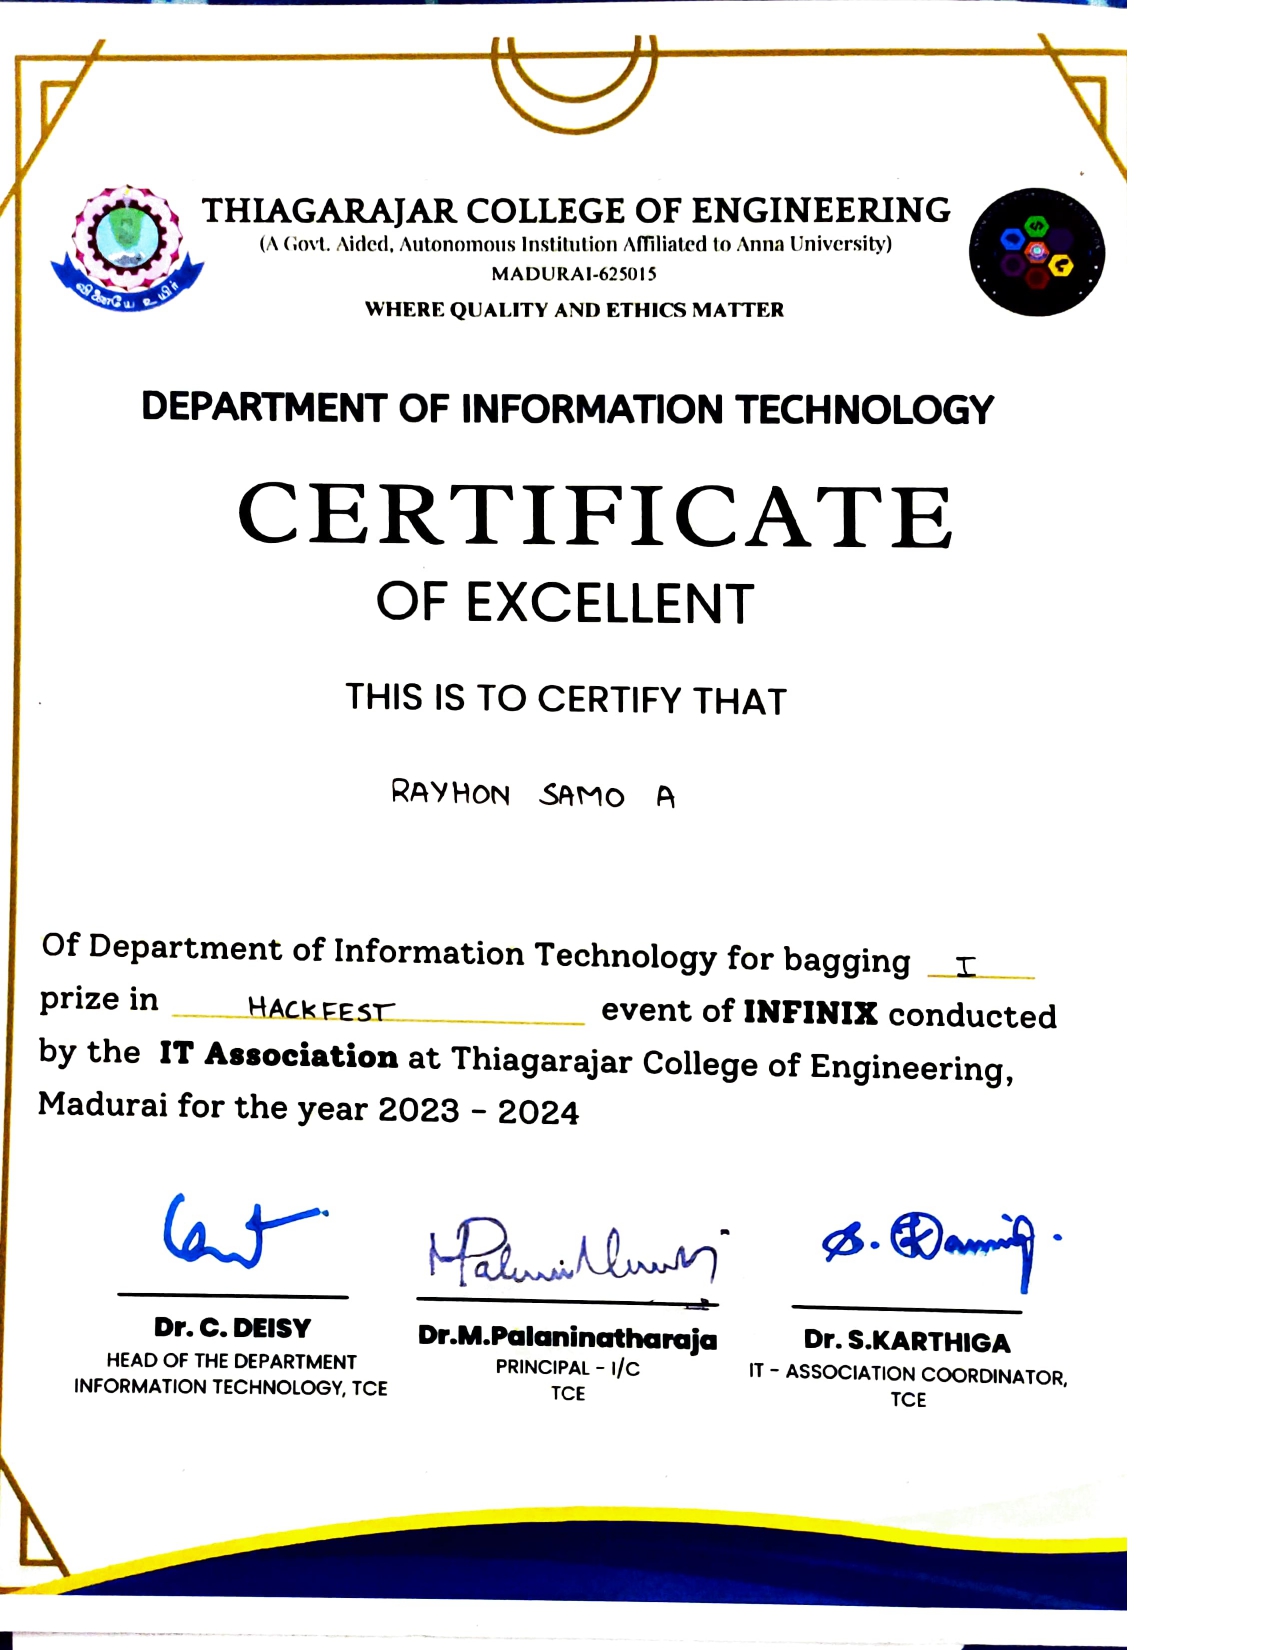 THIAGARAJAR COLLEGE OF ENGINEERING
(A Govt. Aided, Autonomous Institution Affiliated to Anna University)
MADURAI-625015
WHERE QUALITY AND ETHICS MATTER
வினையே உயிர்
DEPARTMENT OF INFORMATION TECHNOLOGY
CERTIFICATE
OF EXCELLENT
THIS IS TO CERTIFY THAT
RAYHON SAMO A
Of Department of Information Technology for bagging I
prize in HACKFEST event of INFINIX conducted
by the IT Association at Thiagarajar College of Engineering,
Madurai for the year 2023 - 2024
Dr. C. DEISY
HEAD OF THE DEPARTMENT
INFORMATION TECHNOLOGY, TCE
Dr.M.Palaninatharaja
PRINCIPAL - I/C
TCE
Dr. S.KARTHIGA
IT - ASSOCIATION COORDINATOR,
TCE